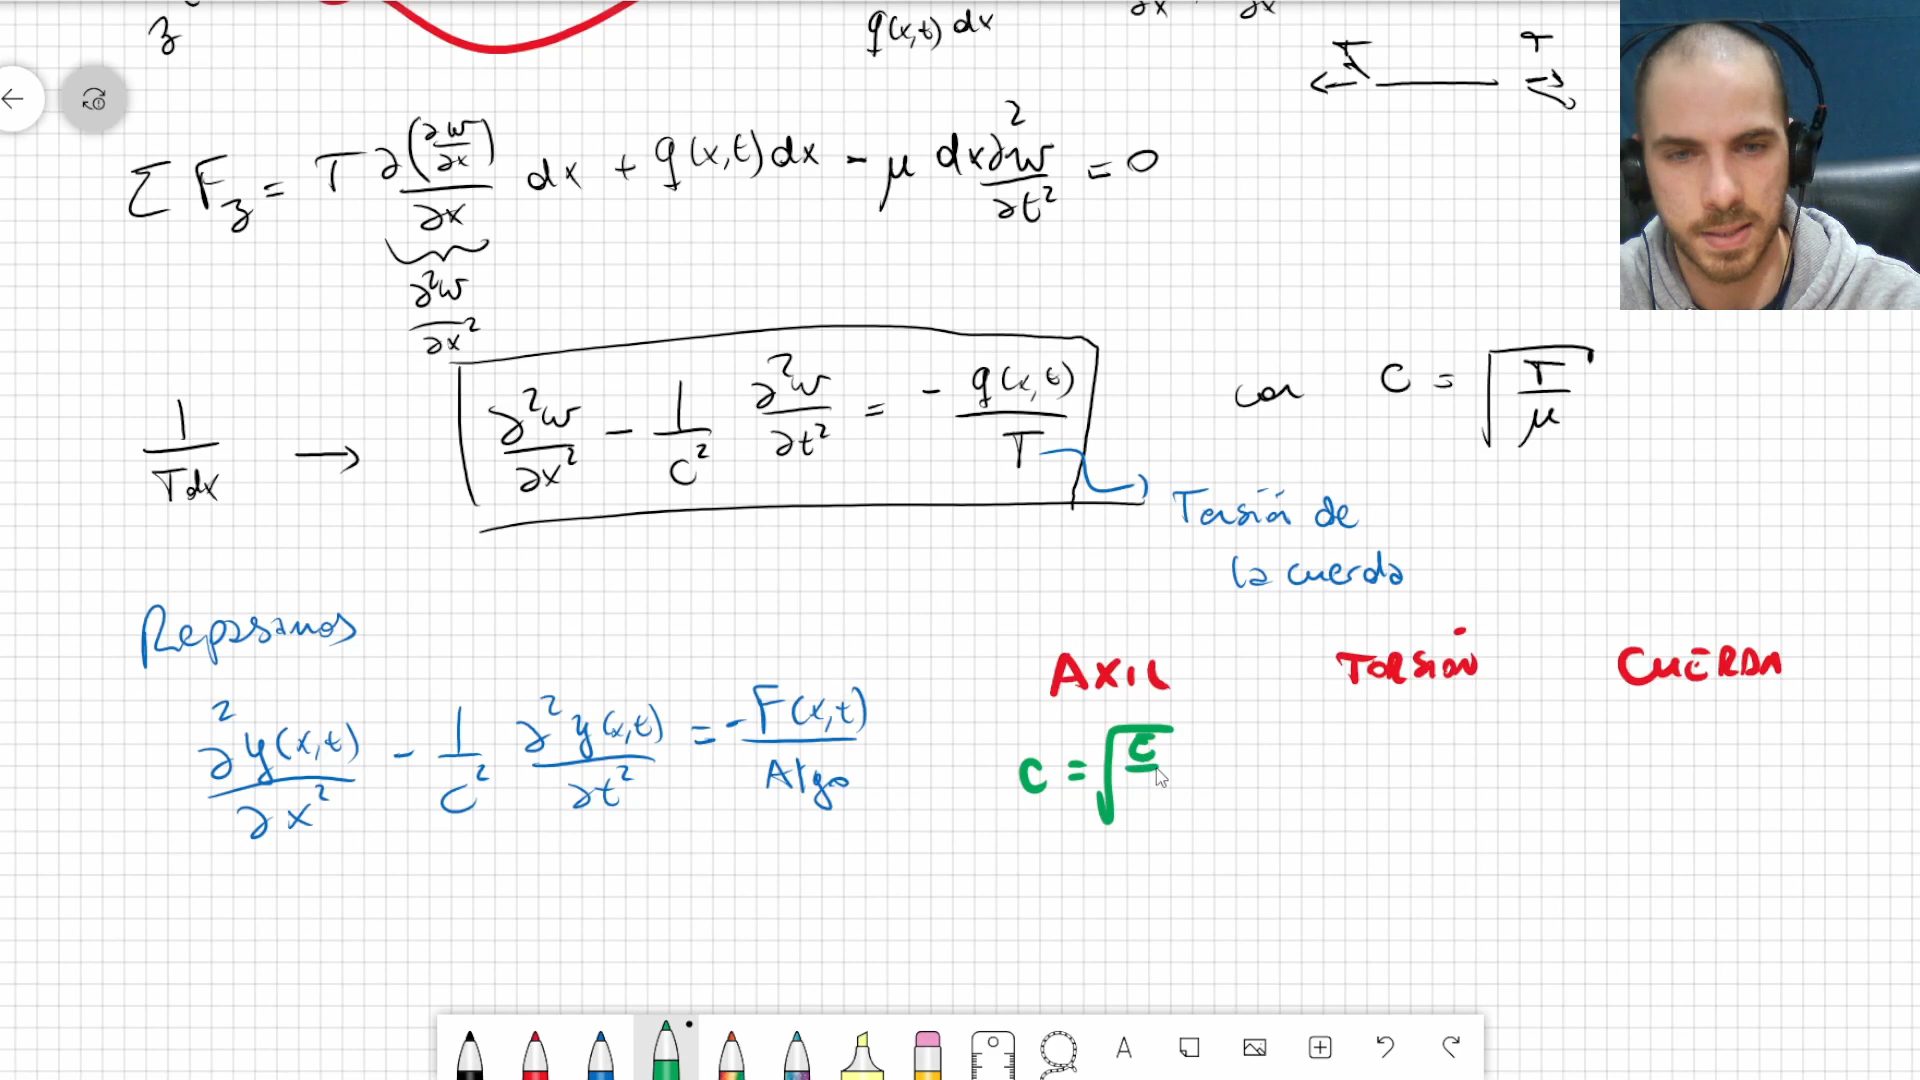 z
q(x,t) dx
∂x ∂x
T T
Σ F_z = T ∂(∂w/∂x)/∂x dx + q(x,t) dx - μ dx ∂²w/∂t² = 0
∂²w/∂x²
1/(T dx) → ∂²w/∂x² - 1/c² ∂²w/∂t² = - q(x,t)/T con c = √(T/μ)
Tensión de
la cuerda
Repasamos
AXIL TORSIÓN CUERDA
∂²y(x,t)/∂x² - 1/c² ∂²y(x,t)/∂t² = - F(x,t)/Algo
c = √(E/
A